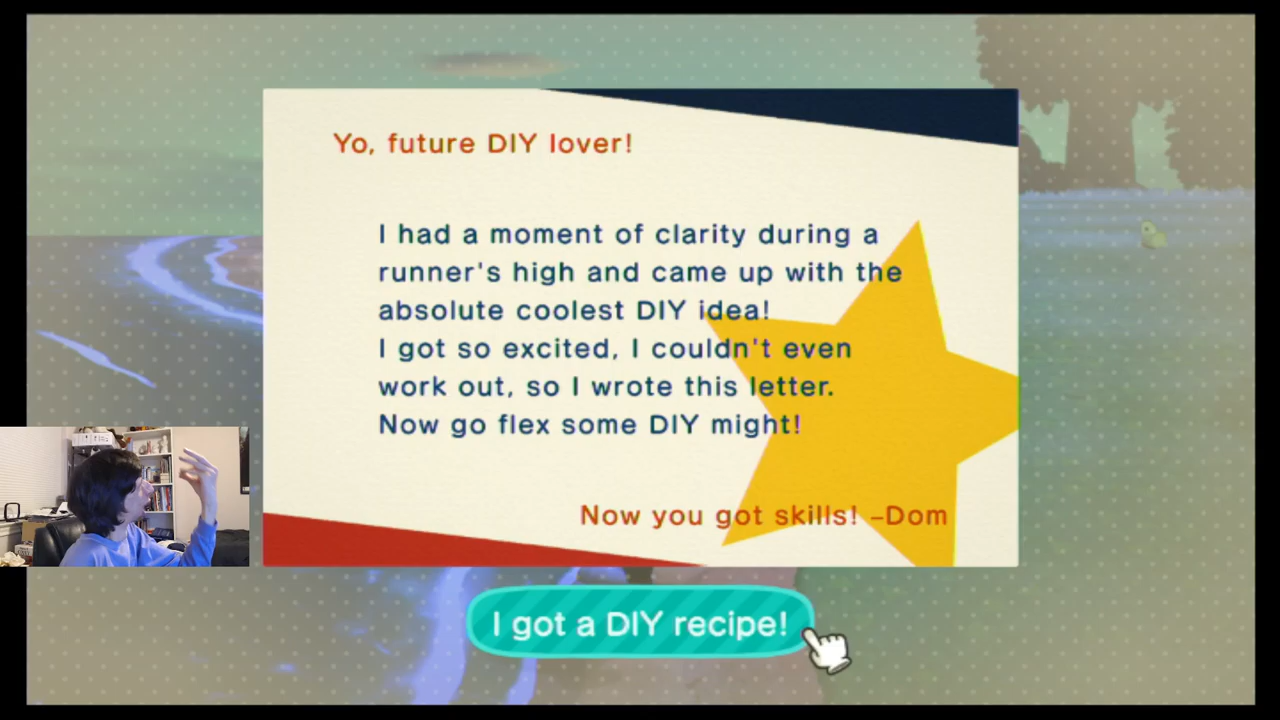 Yo, future DIY lover!
I had a moment of clarity during a
runner's high and came up with the
absolute coolest DIY idea!
I got so excited, I couldn't even
work out, so I wrote this letter.
Now go flex some DIY might!
Now you got skills! –Dom
I got a DIY recipe!